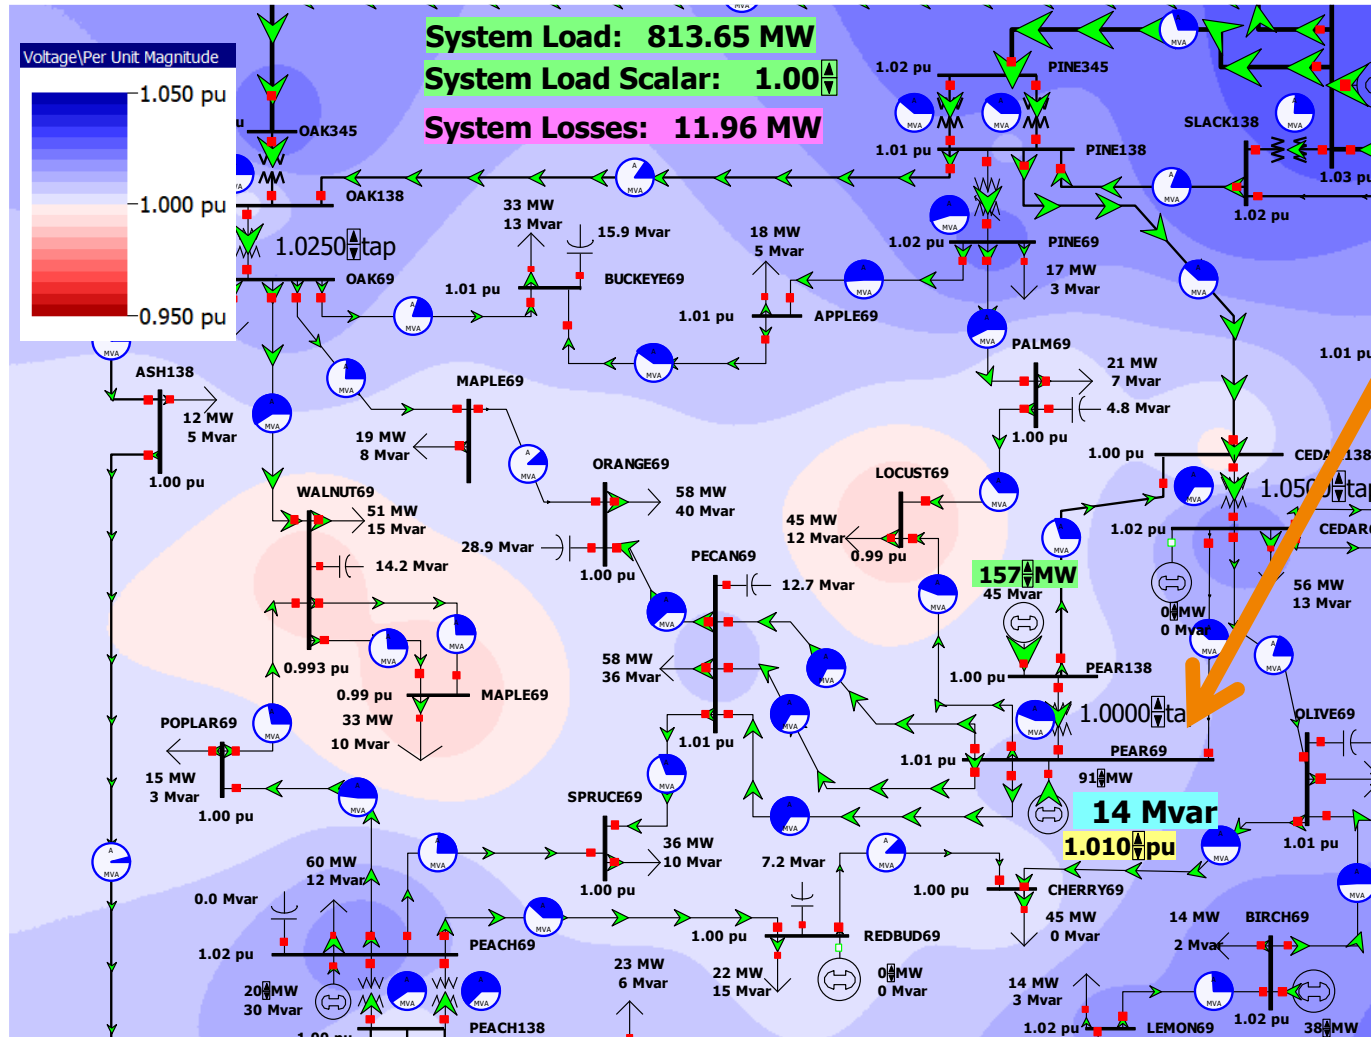 System Load: 813.65 MW
System Load Scalar: 1.00
System Losses: 11.96 MW
Voltage\Per Unit Magnitude
1.050 pu
1.000 pu
0.950 pu
OAK345
OAK138
1.0250 tap
OAK69
33 MW
13 Mvar
15.9 Mvar
1.01 pu
BUCKEYE69
18 MW
5 Mvar
1.01 pu
APPLE69
1.02 pu
PINE345
1.01 pu
PINE138
SLACK138
1.03 pu
1.02 pu
1.02 pu
PINE69
17 MW
3 Mvar
PALM69
21 MW
7 Mvar
4.8 Mvar
1.00 pu
1.01 pu
ASH138
12 MW
5 Mvar
1.00 pu
MAPLE69
19 MW
8 Mvar
ORANGE69
58 MW
40 Mvar
28.9 Mvar
1.00 pu
WALNUT69
51 MW
15 Mvar
14.2 Mvar
0.993 pu
0.99 pu
MAPLE69
33 MW
10 Mvar
LOCUST69
45 MW
12 Mvar
0.99 pu
1.00 pu
1.02 pu
56 MW
13 Mvar
0 MW
0 Mvar
PECAN69
12.7 Mvar
58 MW
36 Mvar
1.01 pu
157 MW
45 Mvar
1.00 pu
PEAR138
1.0000
1.01 pu
PEAR69
91 MW
14 Mvar
1.010 pu
OLIVE69
1.01 pu
POPLAR69
15 MW
3 Mvar
1.00 pu
SPRUCE69
36 MW
10 Mvar
1.00 pu
7.2 Mvar
1.00 pu
CHERRY69
45 MW
0 Mvar
60 MW
12 Mvar
0.0 Mvar
1.02 pu
PEACH69
20 MW
30 Mvar
PEACH138
1.00 pu
REDBUD69
22 MW
15 Mvar
0 MW
0 Mvar
23 MW
6 Mvar
14 MW
2 Mvar
BIRCH69
14 MW
3 Mvar
1.02 pu
LEMON69
1.02 pu
38 MW